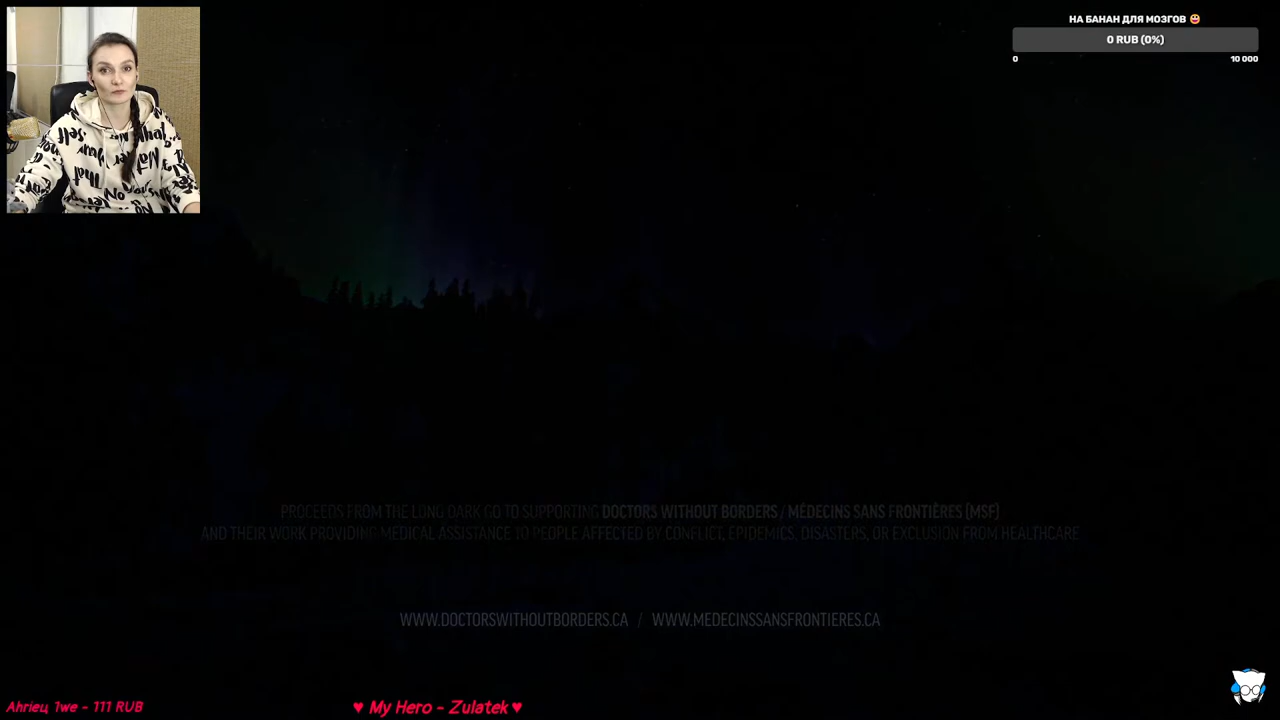 НА БАНАН ДЛЯ МОЗГОВ 😃
0 RUB (0%)
0 10 000
PROCEEDS FROM THE LONG DARK GO TO SUPPORTING DOCTORS WITHOUT BORDERS / MÉDECINS SANS FRONTIÈRES (MSF)
AND THEIR WORK PROVIDING MEDICAL ASSISTANCE TO PEOPLE AFFECTED BY CONFLICT, EPIDEMICS, DISASTERS, OR EXCLUSION FROM HEALTHCARE
WWW.DOCTORSWITHOUTBORDERS.CA / WWW.MEDECINSSANSFRONTIERES.CA
Ahriец 1we - 111 RUB
♥ My Hero - Zulatek ♥